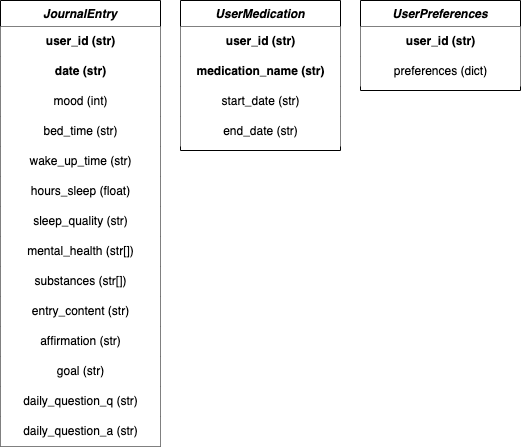 JournalEntry
user_id (str)
date (str)
mood (int)
bed_time (str)
wake_up_time (str)
hours_sleep (float)
sleep_quality (str)
mental_health (str[])
substances (str[])
entry_content (str)
affirmation (str)
goal (str)
daily_question_q (str)
daily_question_a (str)
UserMedication
user_id (str)
medication_name (str)
start_date (str)
end_date (str)
UserPreferences
user_id (str)
preferences (dict)